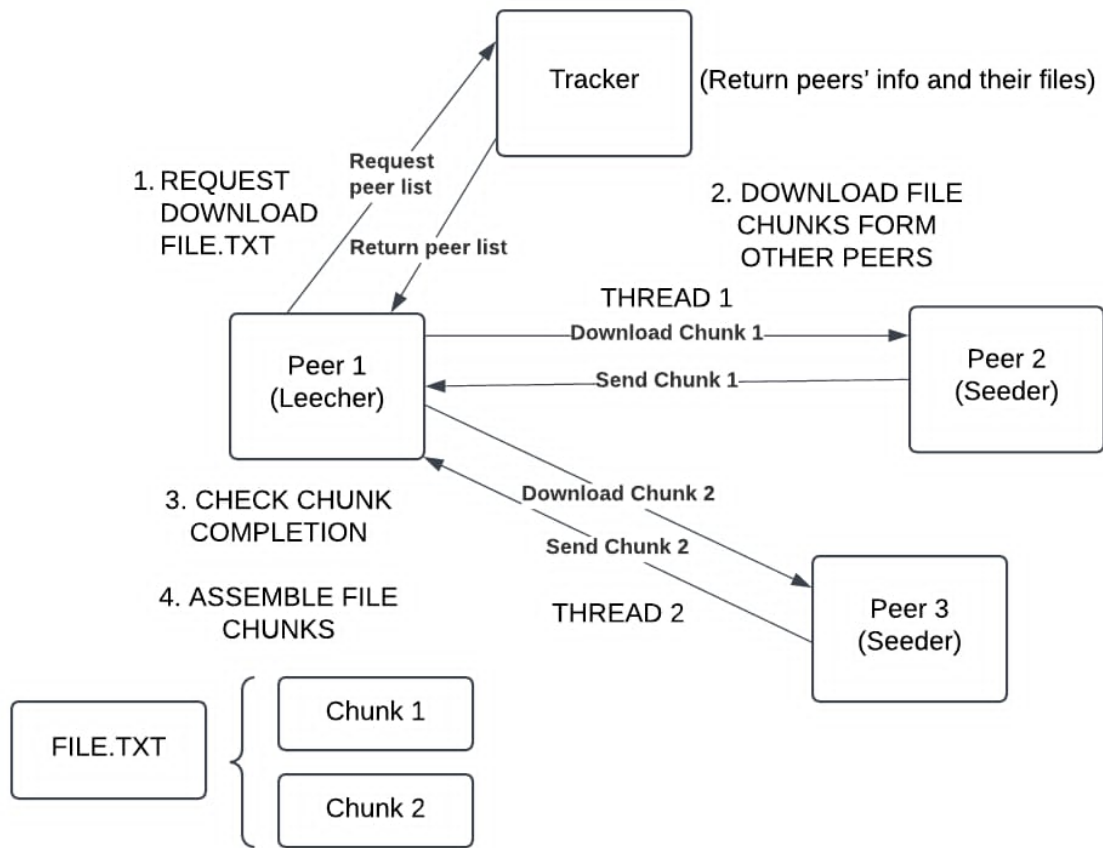 Tracker
(Return peers' info and their files)
Request
peer list
1. REQUEST
DOWNLOAD
FILE.TXT
Return peer list
2. DOWNLOAD FILE
CHUNKS FORM
OTHER PEERS
THREAD 1
Download Chunk 1
Send Chunk 1
Peer 1
(Leecher)
Peer 2
(Seeder)
Download Chunk 2
Send Chunk 2
THREAD 2
3. CHECK CHUNK
COMPLETION
Peer 3
(Seeder)
4. ASSEMBLE FILE
CHUNKS
FILE.TXT
Chunk 1
Chunk 2